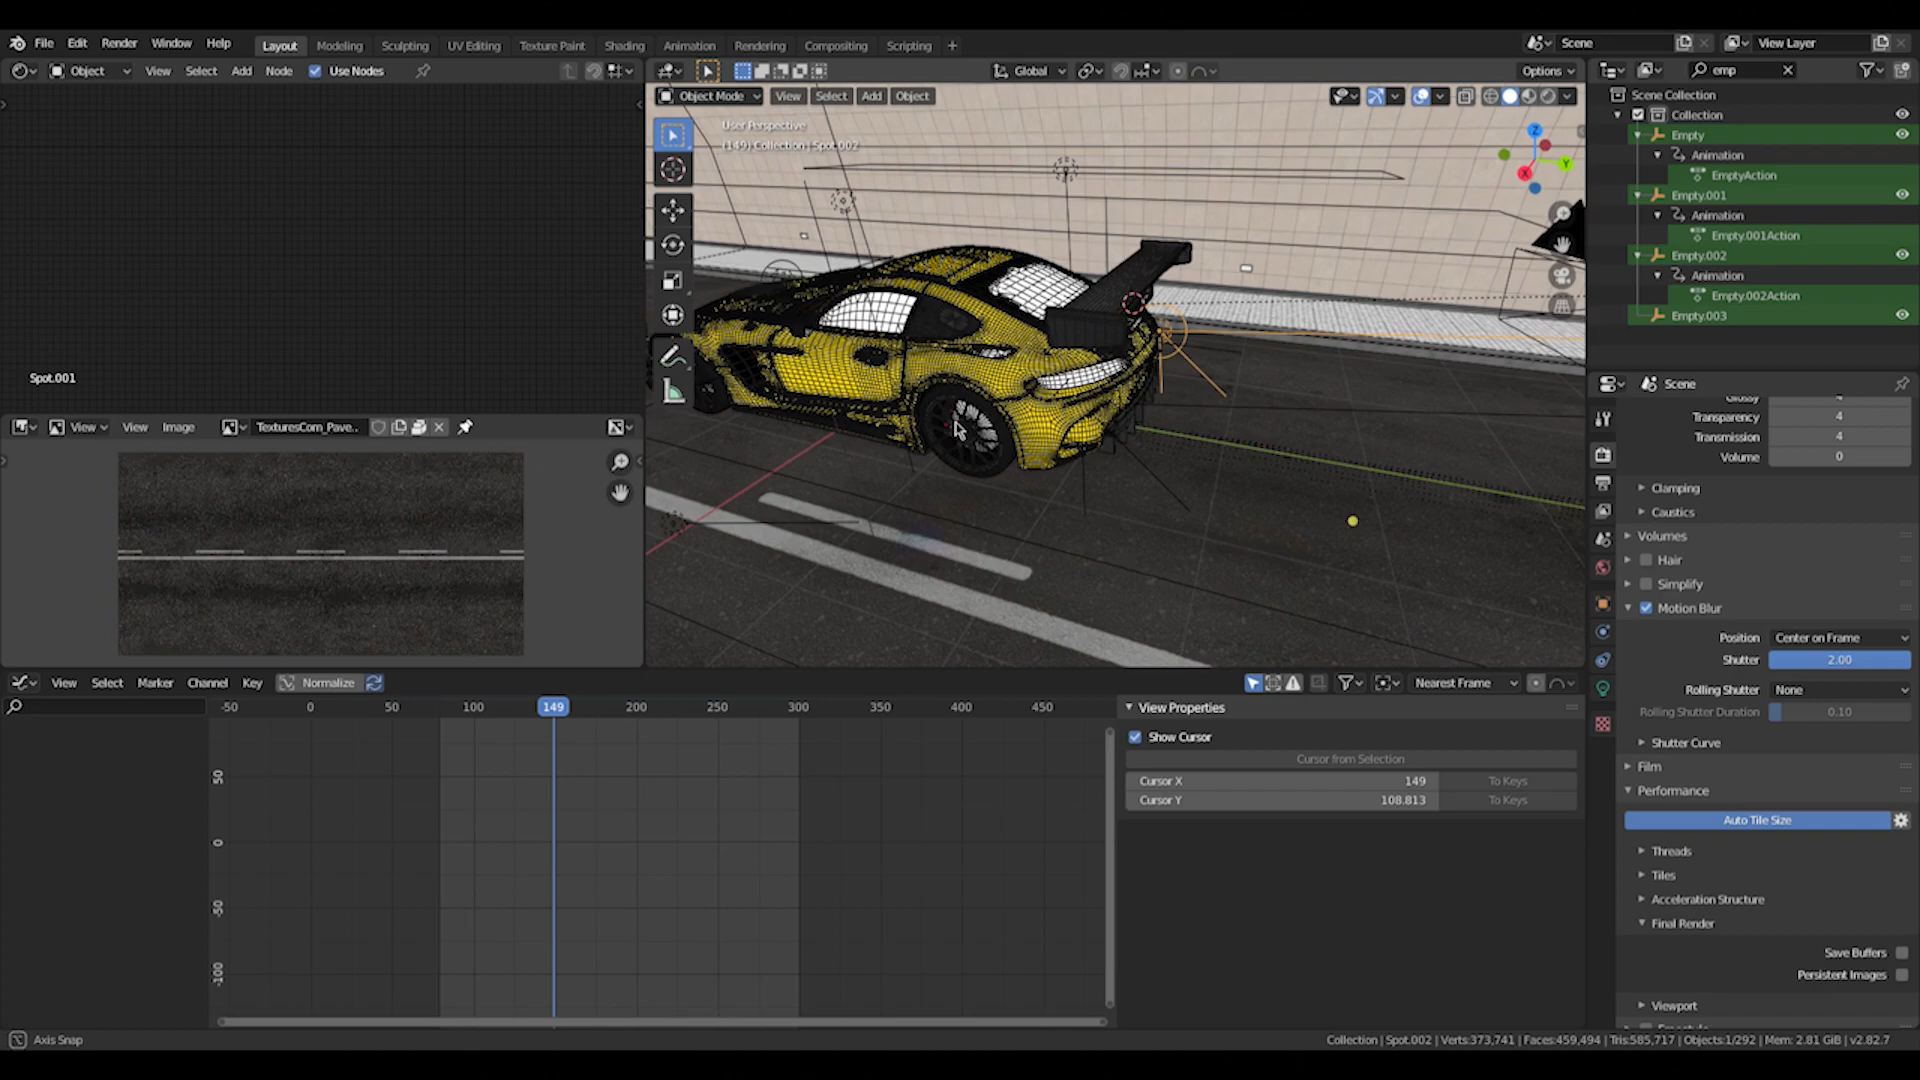 File Edit Render Window Help Layout Modeling Sculpting UV Editing Texture Paint Shading Animation Rendering Compositing Scripting + Scene View Layer
Object View Select Add Node Use Nodes
Global Options
emp
Object Mode View Select Add Object
User Perspective
(149) Collection | Spot.002
Z
Y
X
Scene Collection
Collection
Empty
Animation
EmptyAction
Empty.001
Animation
Empty.001Action
Empty.002
Animation
Empty.002Action
Empty.003
Spot.001
View View Image TexturesCom_Pave..
Scene
Glossy 4
Transparency 4
Transmission 4
Volume 0
Clamping
Caustics
Volumes
Hair
Simplify
Motion Blur
Position Center on Frame
Shutter 2.00
Rolling Shutter None
Rolling Shutter Duration 0.10
Shutter Curve
Film
Performance
Auto Tile Size
Threads
Tiles
Acceleration Structure
Final Render
Save Buffers
Persistent Images
Viewport
View Select Marker Channel Key Normalize Nearest Frame
-50 0 50 100 149 200 250 300 350 400 450
50
0
-50
-100
View Properties
Show Cursor
Cursor from Selection
Cursor X 149 To Keys
Cursor Y 108.813 To Keys
Axis Snap
Collection | Spot.002 | Verts:373,741 | Faces:459,494 | Tris:585,717 | Objects:1/292 | Mem: 2.81 GiB | v2.82.7